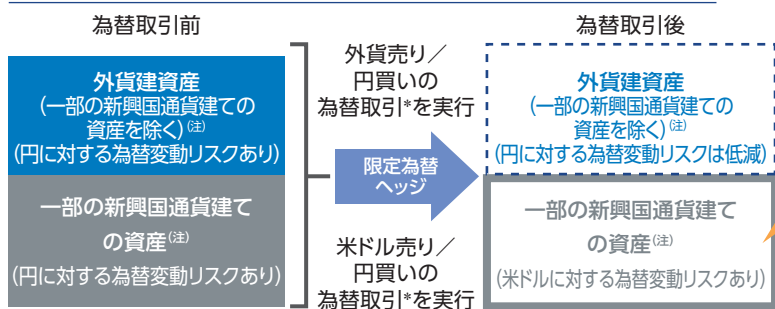 為替取引前
外貨建資産
(一部の新興国通貨建ての
資産を除く)(注)
(円に対する為替変動リスクあり)
一部の新興国通貨建て
の資産(注)
(円に対する為替変動リスクあり)
外貨売り/
円買いの
為替取引*を実行
限定為替
ヘッジ
米ドル売り/
円買いの
為替取引*を実行
為替取引後
外貨建資産
(一部の新興国通貨建ての
資産を除く)(注)
(円に対する為替変動リスクは低減)
一部の新興国通貨建て
の資産(注)
(米ドルに対する為替変動リスクあり)